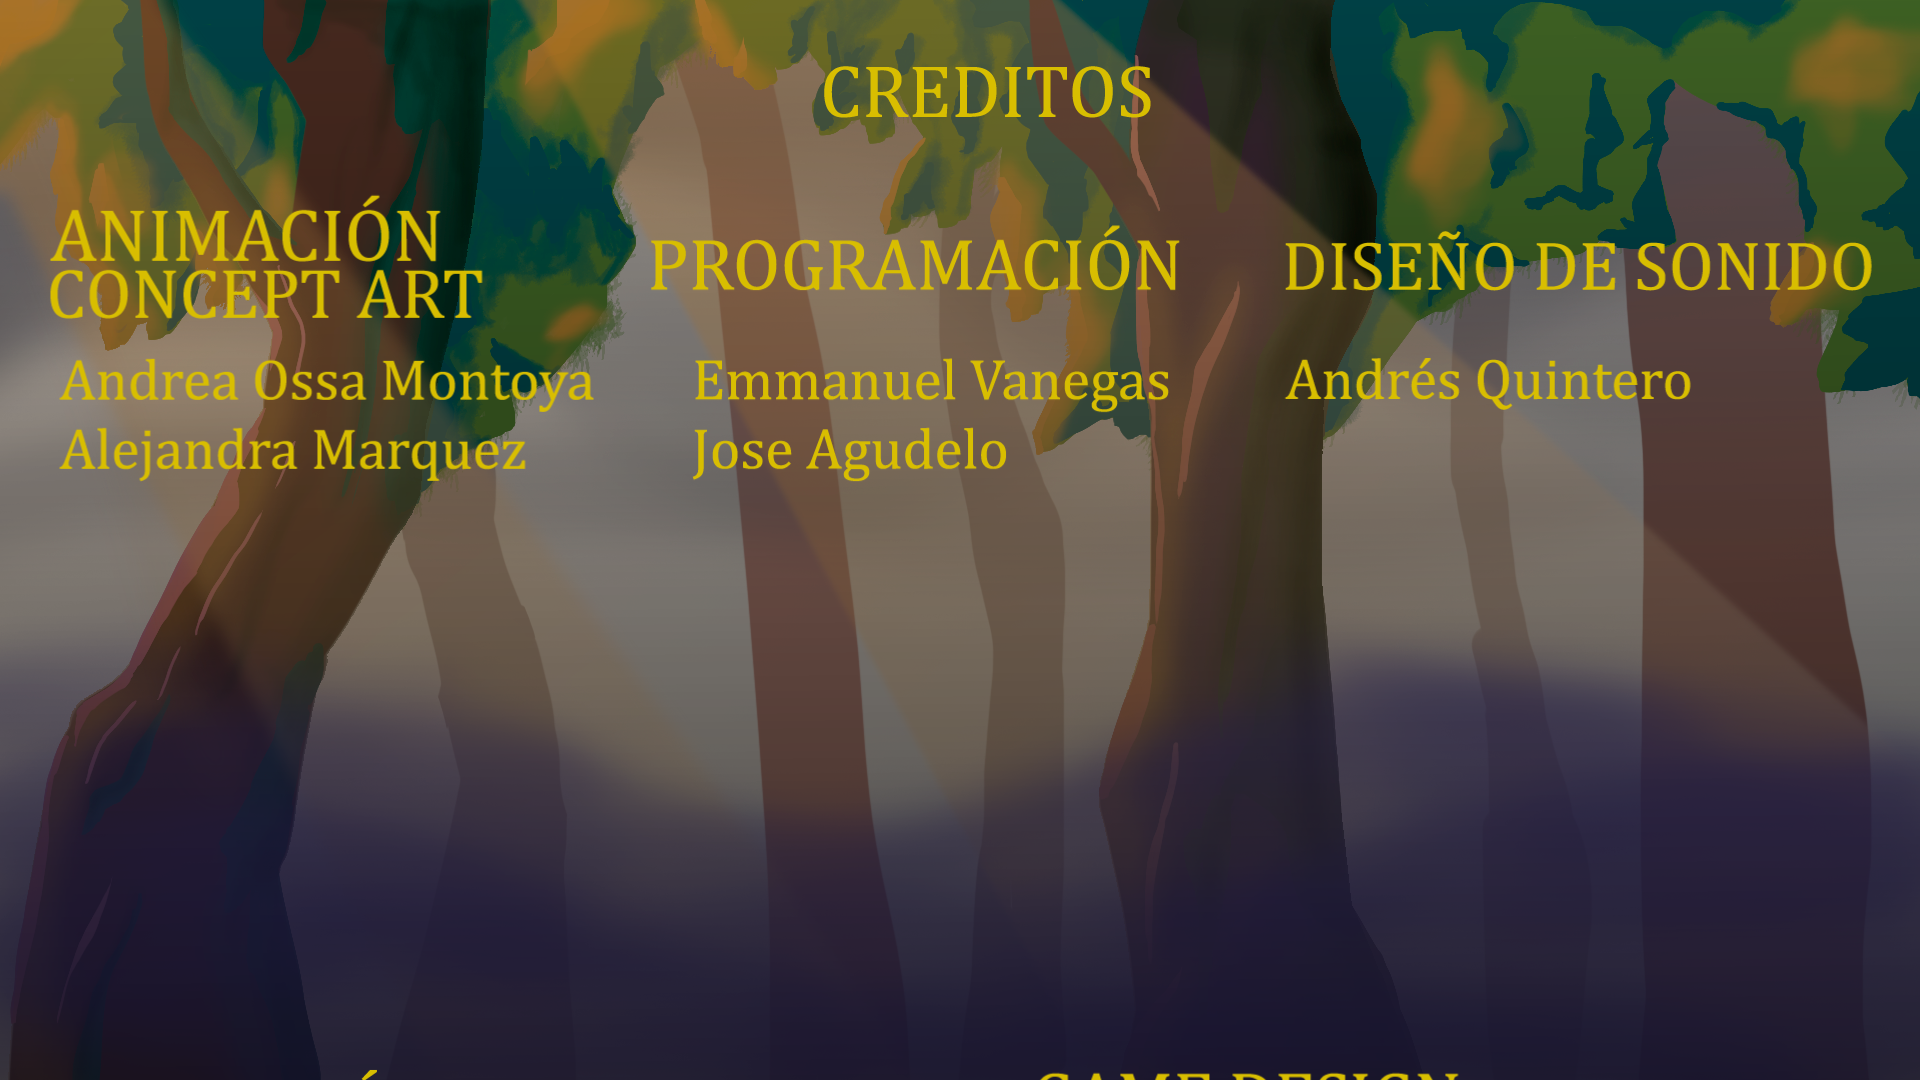 CREDITOS
ANIMACIÓN
CONCEPT ART
Andrea Ossa Montoya
Alejandra Marquez
PROGRAMACIÓN
Emmanuel Vanegas
Jose Agudelo
DISEÑO DE SONIDO
Andrés Quintero
GAME DESIGN